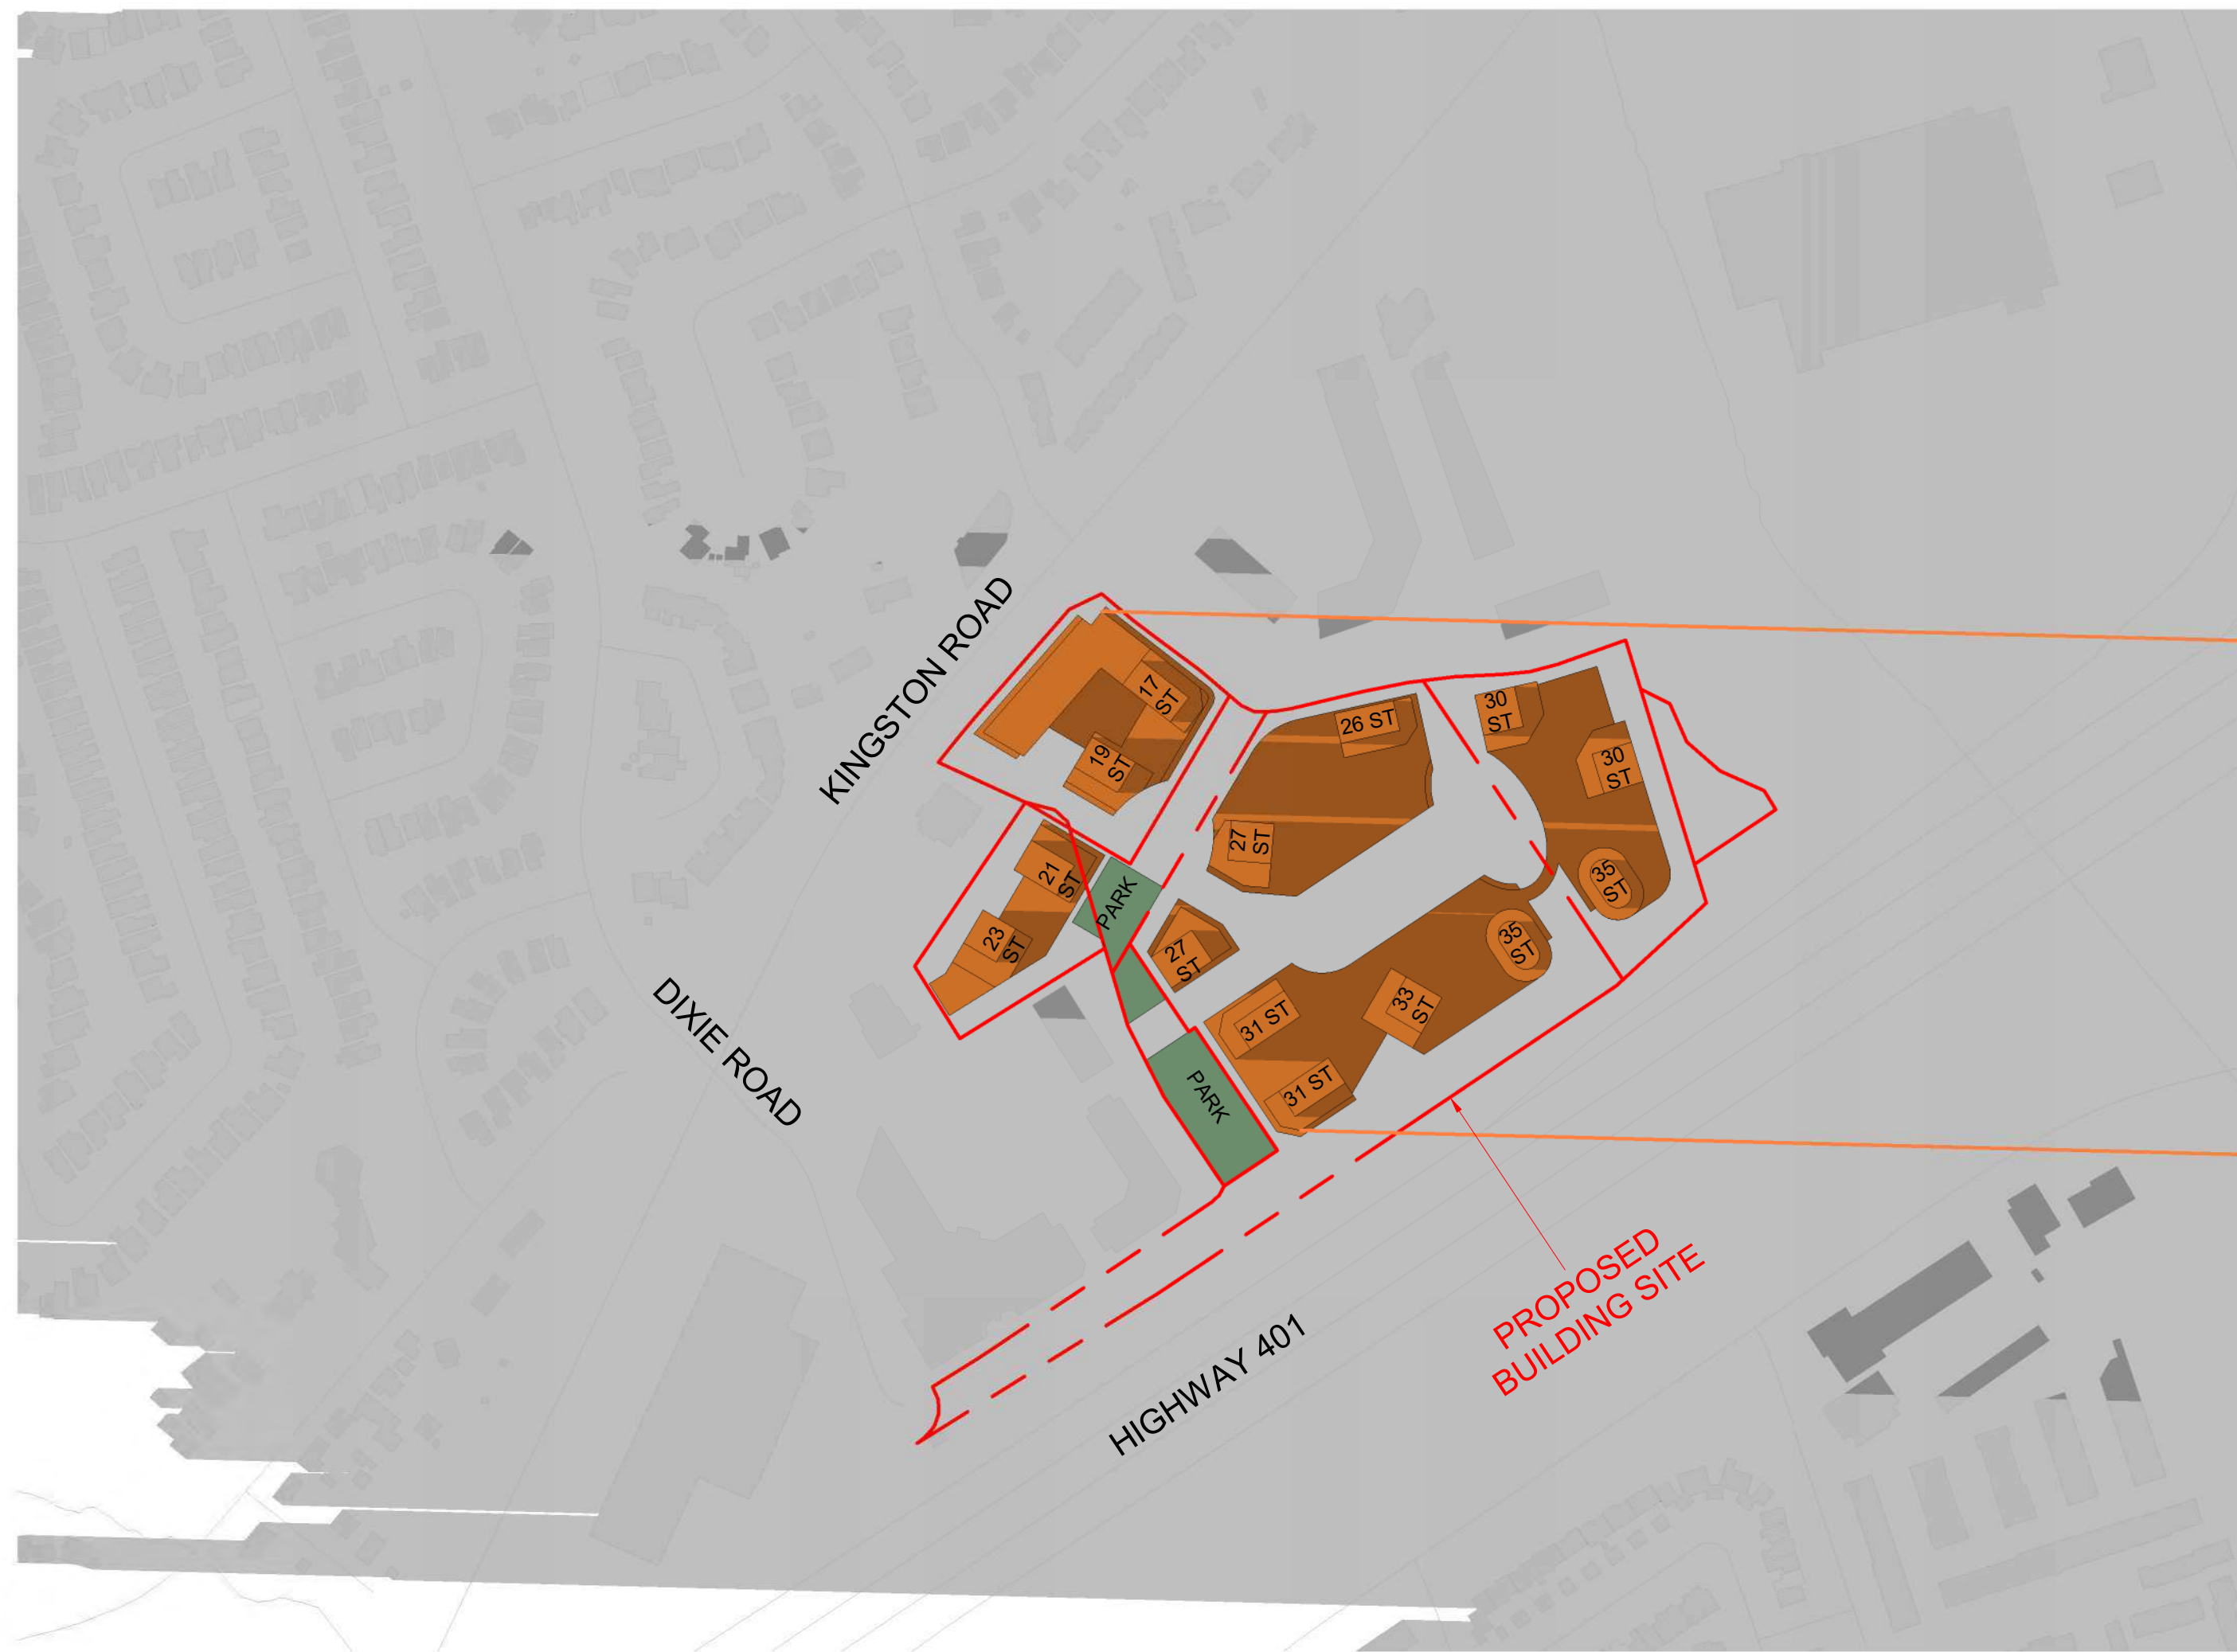 KINGSTON ROAD
17
ST
19
ST
26 ST
30
ST
30
ST
27
ST
21
ST
35
ST
PARK
23
ST
27
ST
35
ST
33
ST
31 ST
31 ST
PARK
DIXIE ROAD
PROPOSED
BUILDING SITE
HIGHWAY 401